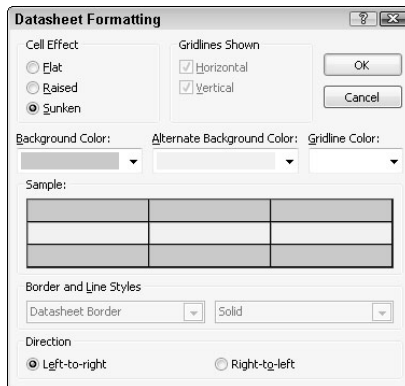 Datasheet Formatting
Cell Effect
Flat
Raised
Sunken
Gridlines Shown
Horizontal
Vertical
OK
Cancel
Background Color:
Alternate Background Color:
Gridline Color:
Sample:
Border and Line Styles
Datasheet Border
Solid
Direction
Left-to-right
Right-to-left